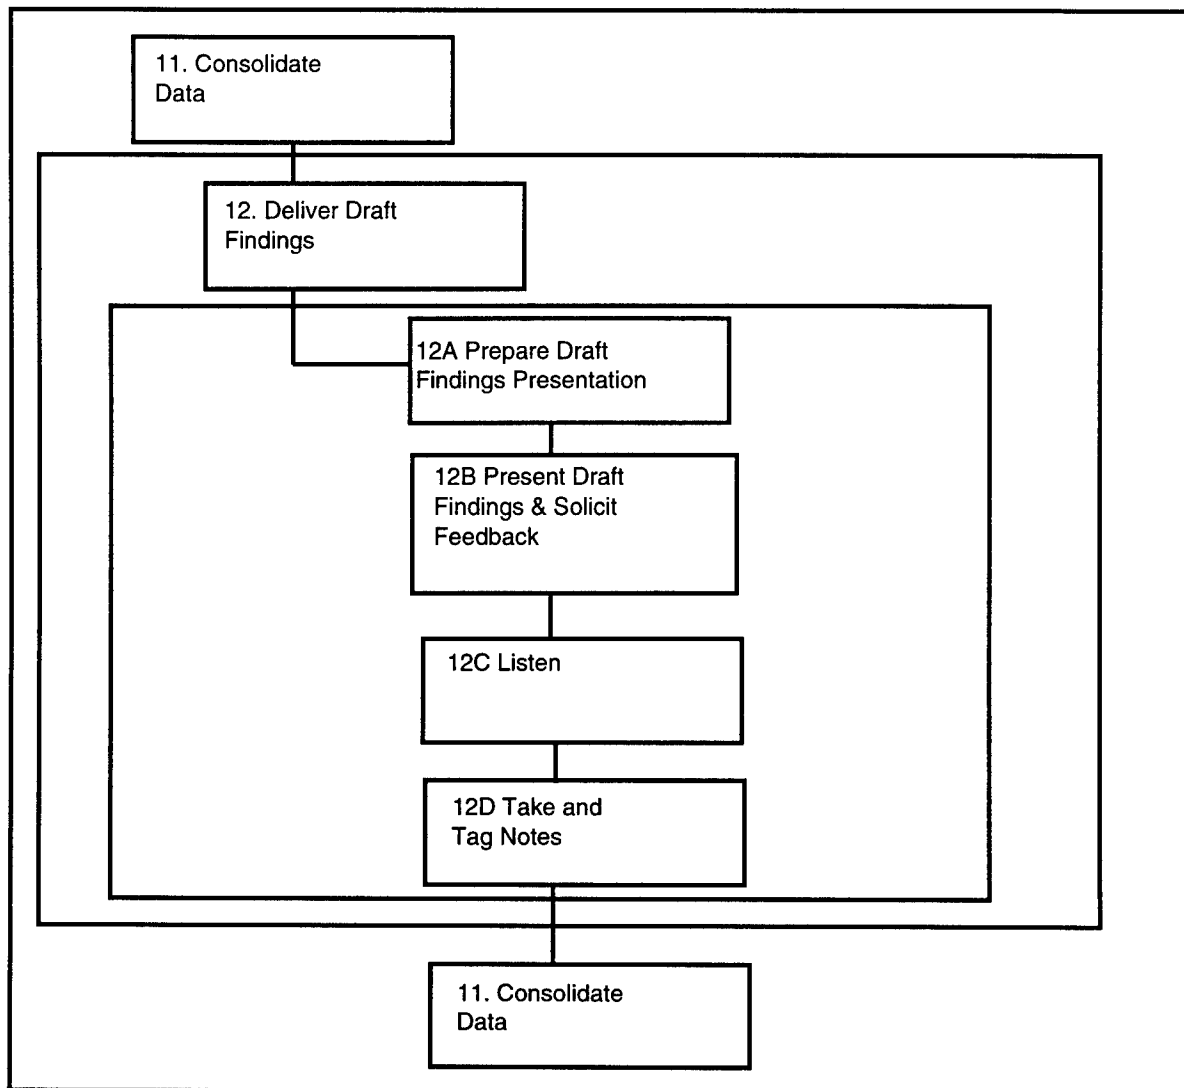 11. Consolidate
Data
12. Deliver Draft
Findings
12A Prepare Draft
Findings Presentation
12B Present Draft
Findings & Solicit
Feedback
12C Listen
12D Take and
Tag Notes
11. Consolidate
Data